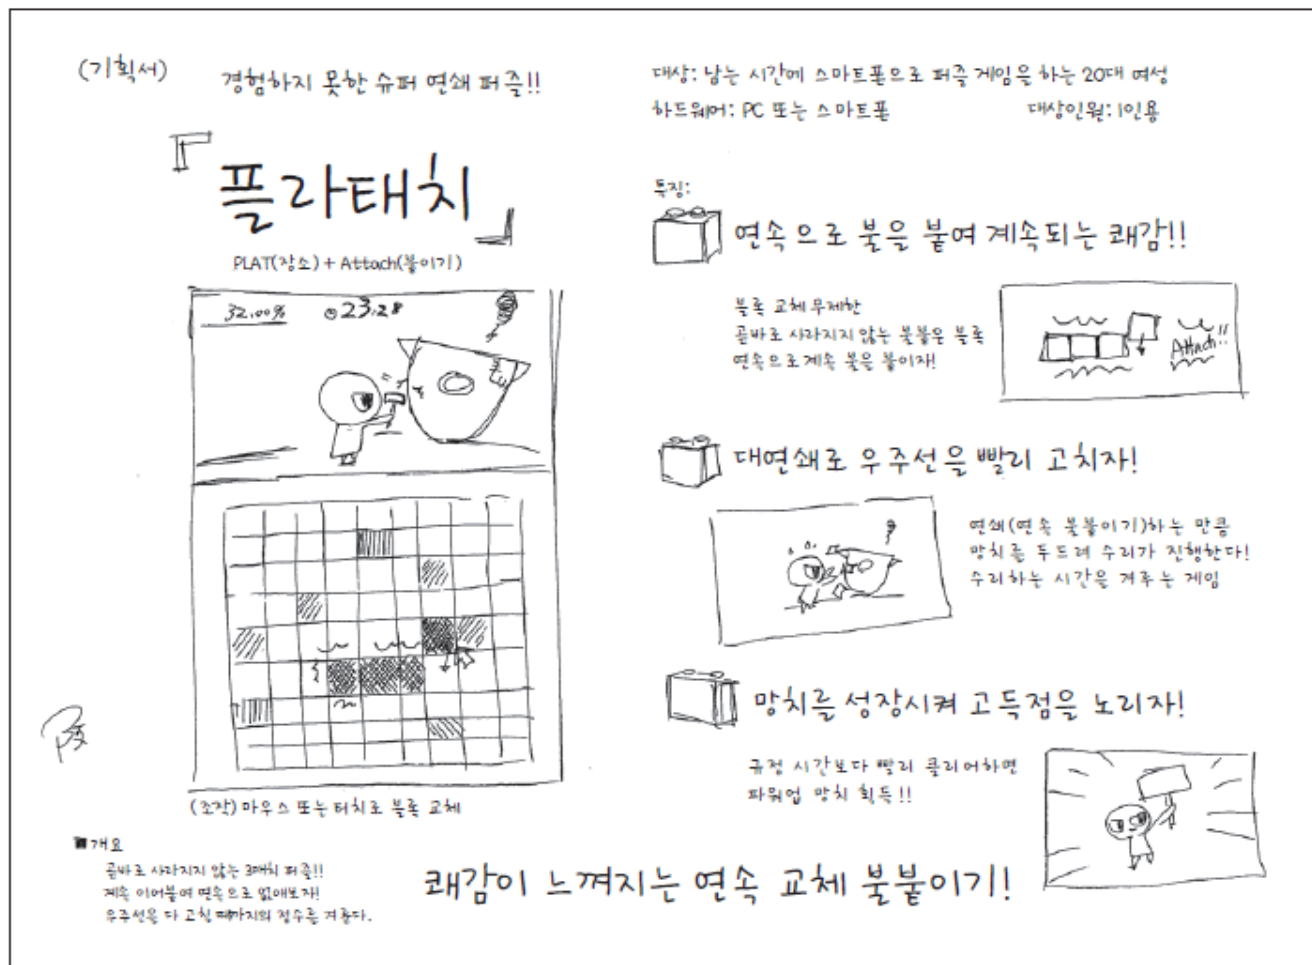 (기획서)
경험하지 못한 슈퍼 연쇄 퍼즐!!
『플라태치』
PLAT(장소) + Attach(붙이기)
32.00% 23:28
(조작) 마우스 또는 터치로 블록 교체
■개요
곧바로 사라지지 않는 3매치 퍼즐!!
계속 이어붙여 연속으로 없애보자!
우주선을 다 고칠 때까지의 점수를 겨룬다.
대상: 남는 시간에 스마트폰으로 퍼즐 게임을 하는 20대 여성
하드웨어: PC 또는 스마트폰 대상인원: 1인용
특징:
연속으로 불을 붙여 계속되는 쾌감!!
블록 교체 무제한
곧바로 사라지지 않는 불붙은 블록
연속으로 계속 불을 붙이자!
Attach!!
대연쇄로 우주선을 빨리 고치자!
연쇄(연속 불붙이기)하는 만큼
망치를 두드려 수리가 진행한다!
수리하는 시간을 겨루는 게임
망치를 성장시켜 고득점을 노리자!
규정 시간보다 빨리 클리어하면
파워업 망치 획득!!
쾌감이 느껴지는 연속 교체 불붙이기!